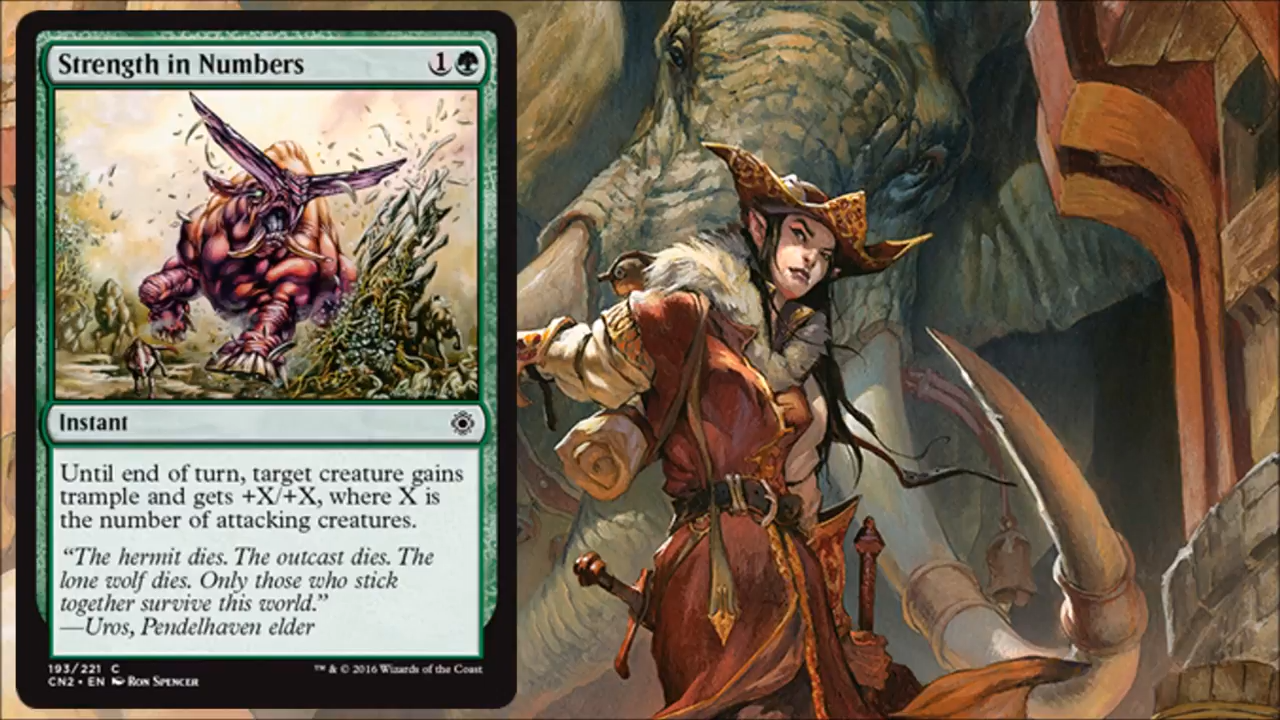 Strength in Numbers 1
Instant
Until end of turn, target creature gains
trample and gets +X/+X, where X is
the number of attacking creatures.
“The hermit dies. The outcast dies. The
lone wolf dies. Only those who stick
together survive this world.”
—Uros, Pendelhaven elder
193/221 C
™ & © 2016 Wizards of the Coast
CN2 • EN Ron Spencer